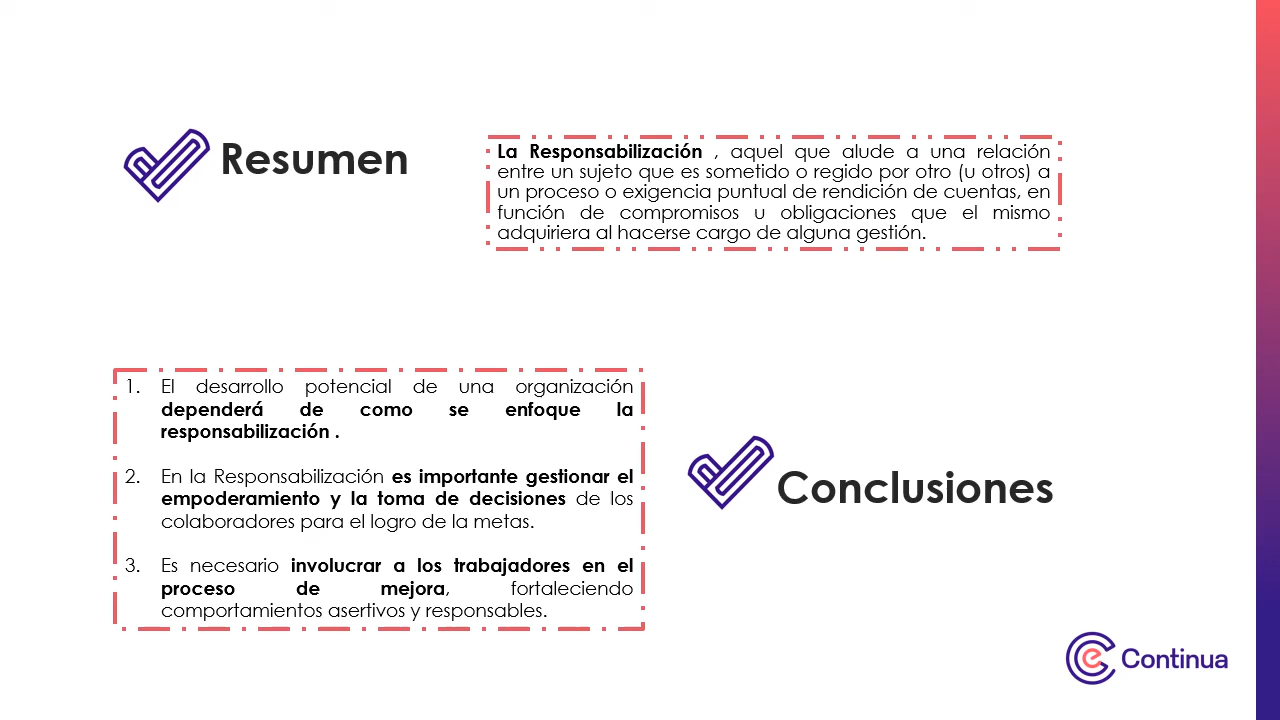 Resumen
La Responsabilización , aquel que alude a una relación
entre un sujeto que es sometido o regido por otro (u otros) a
un proceso o exigencia puntual de rendición de cuentas, en
función de compromisos u obligaciones que el mismo
adquiriera al hacerse cargo de alguna gestión.
1. El desarrollo potencial de una organización
dependerá de como se enfoque la
responsabilización .
2. En la Responsabilización es importante gestionar el
empoderamiento y la toma de decisiones de los
colaboradores para el logro de la metas.
3. Es necesario involucrar a los trabajadores en el
proceso de mejora, fortaleciendo
comportamientos asertivos y responsables.
Conclusiones
Continua